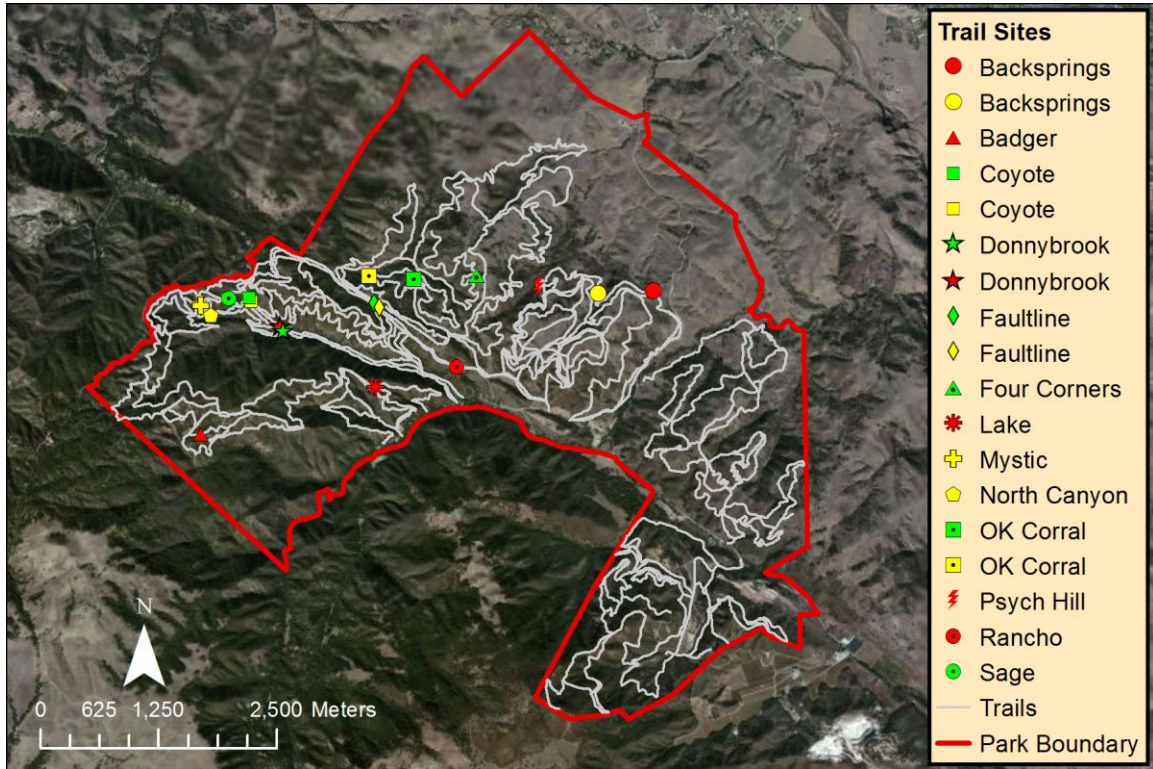 Trail Sites
Backsprings
Backsprings
Badger
Coyote
Coyote
Donnybrook
Donnybrook
Faultline
Faultline
Four Corners
Lake
Mystic
North Canyon
OK Corral
OK Corral
Psych Hill
Rancho
Sage
Trails
Park Boundary
N
0 625 1,250 2,500 Meters